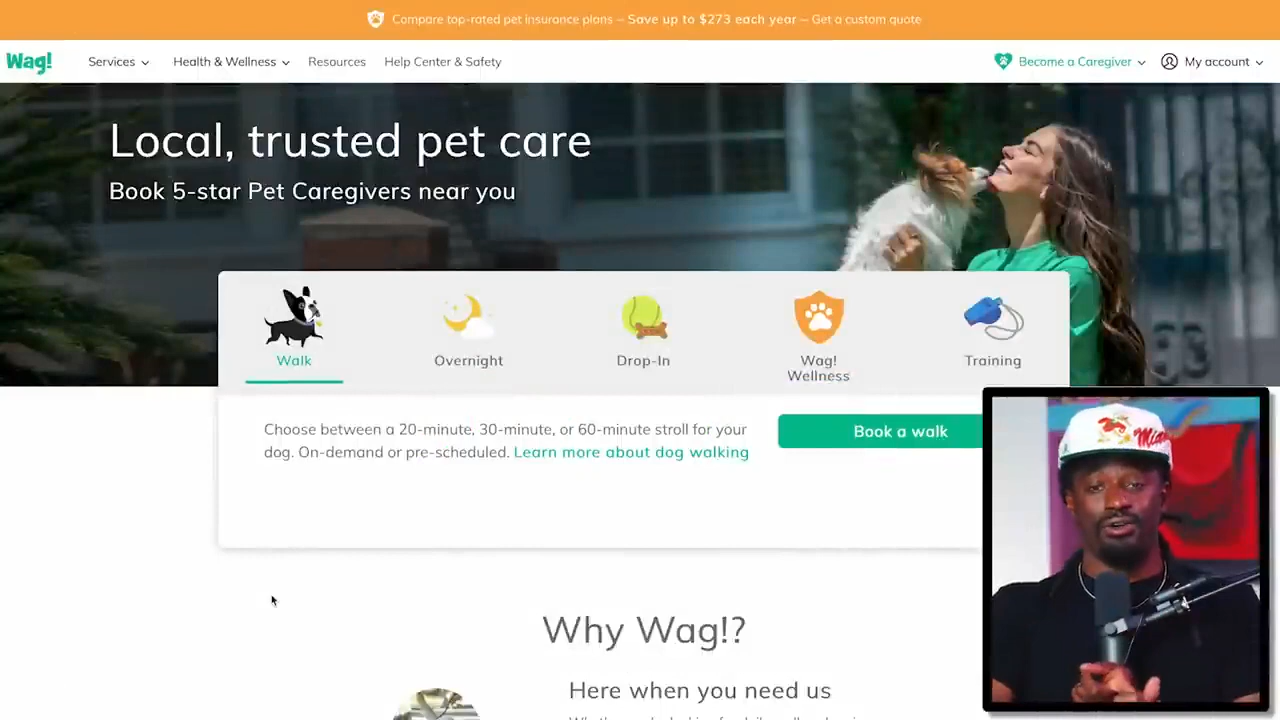 Compare top-rated pet insurance plans – Save up to $273 each year – Get a custom quote
Wag! Services Health & Wellness Resources Help Center & Safety Become a Caregiver My account
Local, trusted pet care
Book 5-star Pet Caregivers near you
Walk Overnight Drop-In Wag! Training
Wellness
Choose between a 20-minute, 30-minute, or 60-minute stroll for your
dog. On-demand or pre-scheduled. Learn more about dog walking
Book a walk
Why Wag!?
Here when you need us